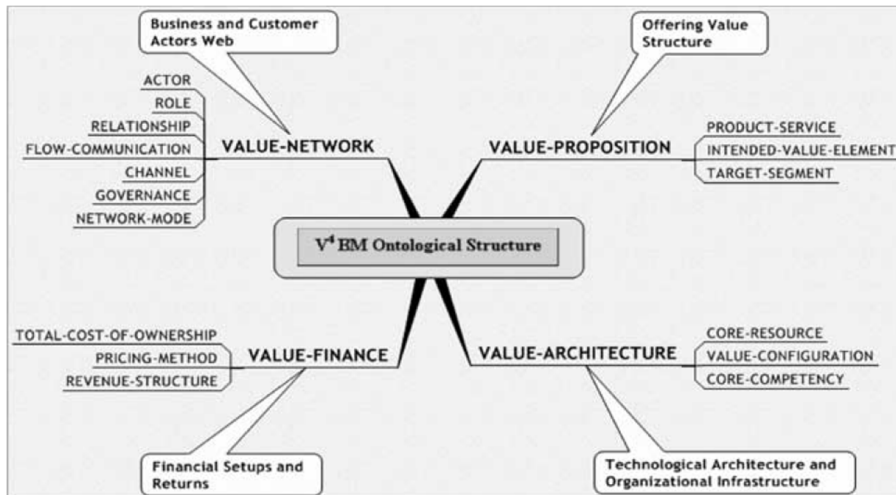 Business and Customer
Actors Web
Offering Value
Structure
ACTOR
ROLE
RELATIONSHIP
FLOW-COMMUNICATION
CHANNEL
GOVERNANCE
NETWORK-MODE
VALUE-NETWORK
VALUE-PROPOSITION
PRODUCT-SERVICE
INTENDED-VALUE-ELEMENT
TARGET-SEGMENT
V⁴ BM Ontological Structure
TOTAL-COST-OF-OWNERSHIP
PRICING-METHOD
REVENUE-STRUCTURE
VALUE-FINANCE
VALUE-ARCHITECTURE
CORE-RESOURCE
VALUE-CONFIGURATION
CORE-COMPETENCY
Financial Setups and
Returns
Technological Architecture and
Organizational Infrastructure